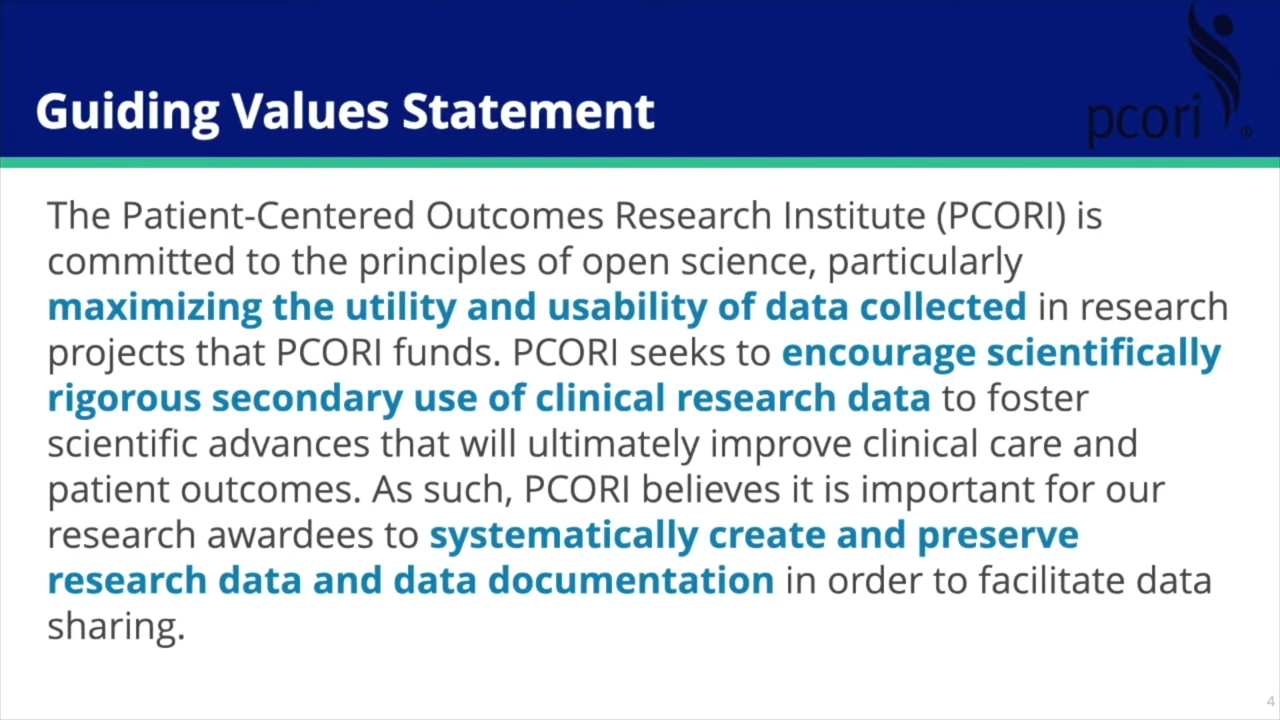 Guiding Values Statement
pcori®
The Patient-Centered Outcomes Research Institute (PCORI) is
committed to the principles of open science, particularly
maximizing the utility and usability of data collected in research
projects that PCORI funds. PCORI seeks to encourage scientifically
rigorous secondary use of clinical research data to foster
scientific advances that will ultimately improve clinical care and
patient outcomes. As such, PCORI believes it is important for our
research awardees to systematically create and preserve
research data and data documentation in order to facilitate data
sharing.
4